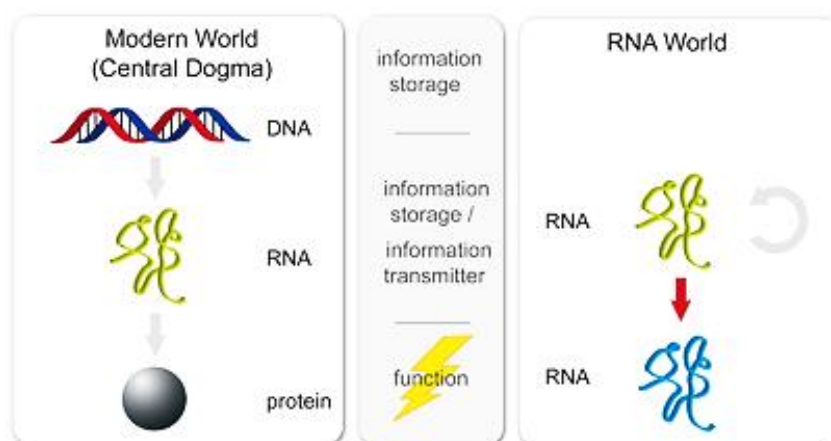 Modern World
(Central Dogma)
DNA
RNA
protein
information
storage
information
storage /
information
transmitter
function
RNA World
RNA
RNA